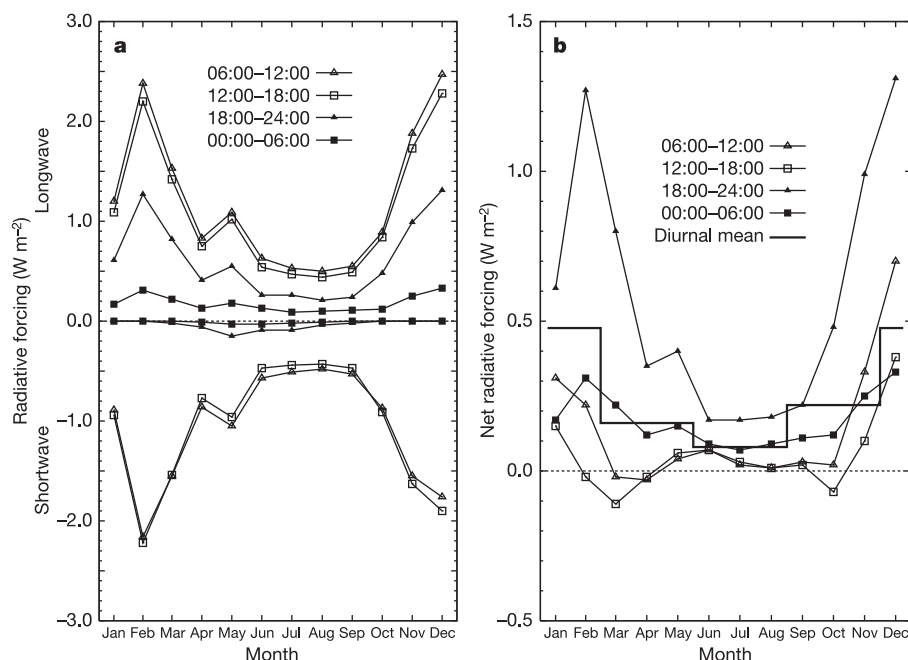 a
3.0
2.0
1.0
0.0
−1.0
−2.0
−3.0
Radiative forcing (W m−2)
Longwave
Shortwave
06:00–12:00
12:00–18:00
18:00–24:00
00:00–06:00
Jan Feb Mar Apr May Jun Jul Aug Sep Oct Nov Dec
Month
b
1.5
1.0
0.5
0.0
−0.5
Net radiative forcing (W m−2)
06:00–12:00
12:00–18:00
18:00–24:00
00:00–06:00
Diurnal mean
Jan Feb Mar Apr May Jun Jul Aug Sep Oct Nov Dec
Month